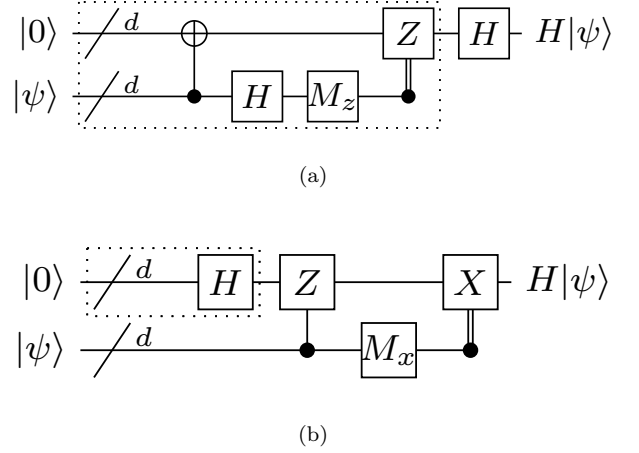 |0⟩ d Z H H|ψ⟩
|ψ⟩ d H M_z
(a)
|0⟩ d H Z X H|ψ⟩
|ψ⟩ d M_x
(b)